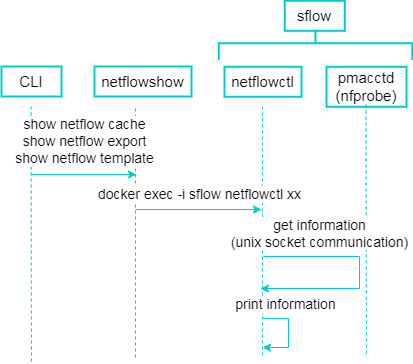 sflow
CLI
netflowshow
netflowctl
pmacctd
(nfprobe)
show netflow cache
show netflow export
show netflow template
docker exec -i sflow netflowctl xx
get information
(unix socket communication)
print information